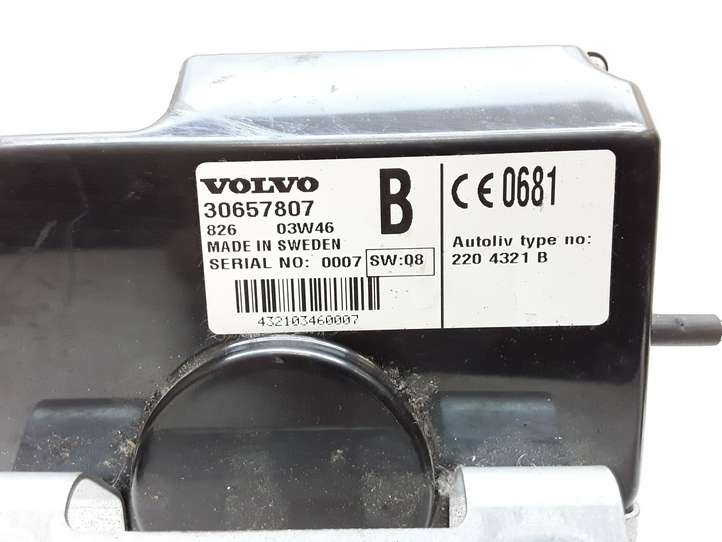 VOLVO
30657807
826 03W46
MADE IN SWEDEN
SERIAL NO: 0007 SW:08
432103460007
B
CE 0681
Autoliv type no:
220 4321 B